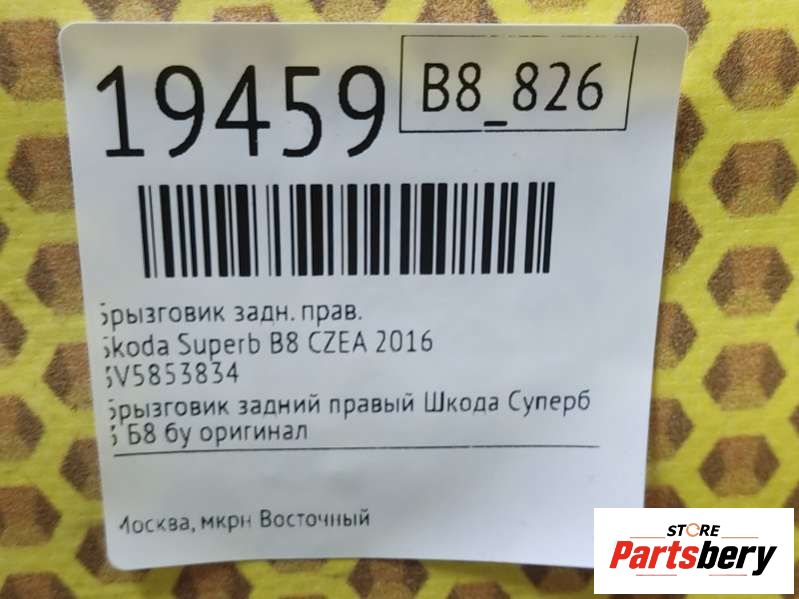 19459
B8_826
Брызговик задн. прав.
Skoda Superb B8 CZEA 2016
3V5853834
Брызговик задний правый Шкода Суперб
3 Б8 бу оригинал
Москва, мкрн Восточный
STORE
Partsbery